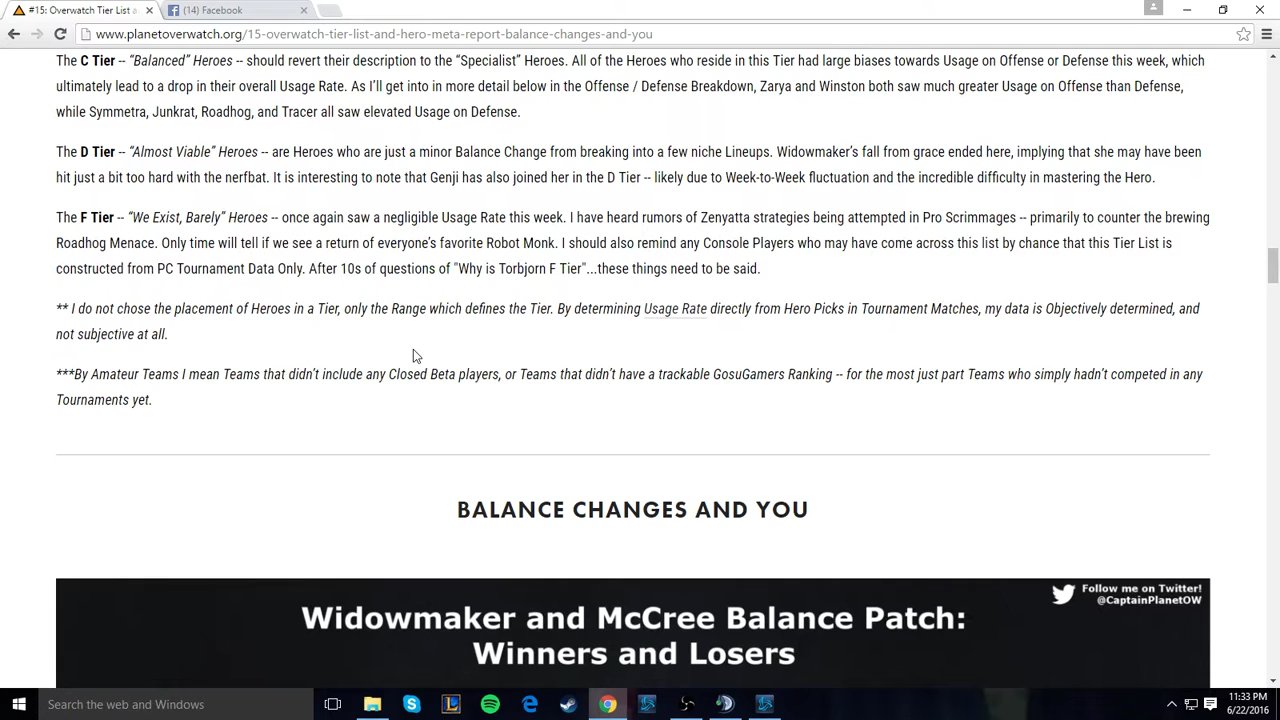 #15: Overwatch Tier List a
(14) Facebook
www.planetoverwatch.org/15-overwatch-tier-list-and-hero-meta-report-balance-changes-and-you
The C Tier -- “Balanced” Heroes -- should revert their description to the “Specialist” Heroes. All of the Heroes who reside in this Tier had large biases towards Usage on Offense or Defense this week, which
ultimately lead to a drop in their overall Usage Rate. As I’ll get into in more detail below in the Offense / Defense Breakdown, Zarya and Winston both saw much greater Usage on Offense than Defense,
while Symmetra, Junkrat, Roadhog, and Tracer all saw elevated Usage on Defense.
The D Tier -- “Almost Viable” Heroes -- are Heroes who are just a minor Balance Change from breaking into a few niche Lineups. Widowmaker’s fall from grace ended here, implying that she may have been
hit just a bit too hard with the nerfbat. It is interesting to note that Genji has also joined her in the D Tier -- likely due to Week-to-Week fluctuation and the incredible difficulty in mastering the Hero.
The F Tier -- “We Exist, Barely” Heroes -- once again saw a negligible Usage Rate this week. I have heard rumors of Zenyatta strategies being attempted in Pro Scrimmages -- primarily to counter the brewing
Roadhog Menace. Only time will tell if we see a return of everyone’s favorite Robot Monk. I should also remind any Console Players who may have come across this list by chance that this Tier List is
constructed from PC Tournament Data Only. After 10s of questions of "Why is Torbjorn F Tier"...these things need to be said.
** I do not chose the placement of Heroes in a Tier, only the Range which defines the Tier. By determining Usage Rate directly from Hero Picks in Tournament Matches, my data is Objectively determined, and
not subjective at all.
***By Amateur Teams I mean Teams that didn’t include any Closed Beta players, or Teams that didn’t have a trackable GosuGamers Ranking -- for the most just part Teams who simply hadn’t competed in any
Tournaments yet.
BALANCE CHANGES AND YOU
Follow me on Twitter!
@CaptainPlanetOW
Widowmaker and McCree Balance Patch:
Winners and Losers
Search the web and Windows
11:33 PM
6/22/2016